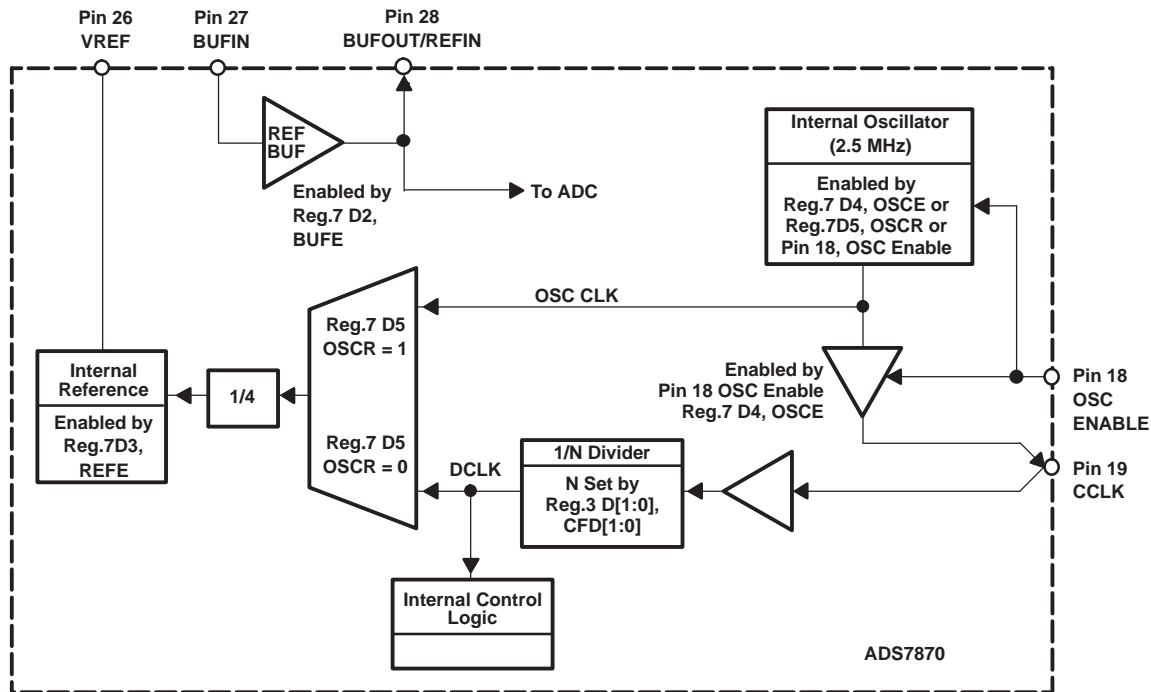 Pin 26
VREF
Pin 27
BUFIN
Pin 28
BUFOUT/REFIN
REF
BUF
Enabled by
Reg.7 D2,
BUFE
To ADC
Internal Oscillator
(2.5 MHz)
Enabled by
Reg.7 D4, OSCE or
Reg.7D5, OSCR or
Pin 18, OSC Enable
OSC CLK
Reg.7 D5
OSCR = 1
Reg.7 D5
OSCR = 0
Internal
Reference
Enabled by
Reg.7D3,
REFE
1/4
Enabled by
Pin 18 OSC Enable
Reg.7 D4, OSCE
Pin 18
OSC
ENABLE
Pin 19
CCLK
DCLK
1/N Divider
N Set by
Reg.3 D[1:0],
CFD[1:0]
Internal Control
Logic
ADS7870